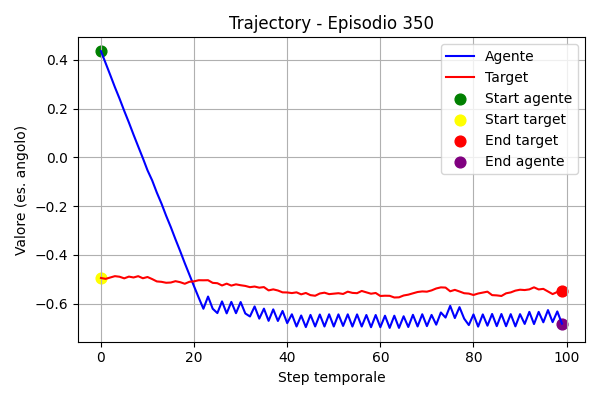 Trajectory - Episodio 350
Valore (es. angolo)
0.4
0.2
0.0
−0.2
−0.4
−0.6
0
20
40
60
80
100
Step temporale
Agente
Target
Start agente
Start target
End target
End agente